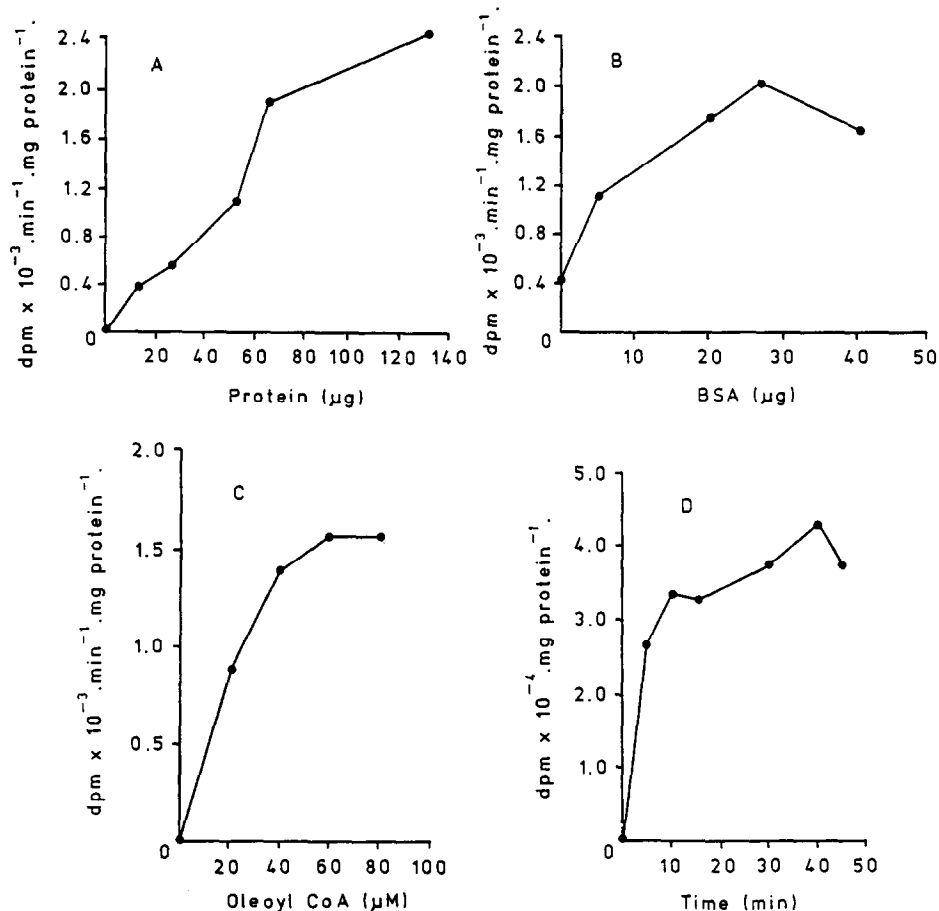 A
dpm x 10⁻³.min⁻¹.mg protein⁻¹.
2.4
2.0
1.6
1.2
0.8
0.4
0
20 40 60 80 100 120 140
Protein (µg)
B
dpm x 10⁻³.min⁻¹.mg protein⁻¹.
2.4
2.0
1.6
1.2
0.8
0.4
0
10 20 30 40 50
BSA (µg)
C
dpm x 10⁻³.min⁻¹.mg protein⁻¹.
2.0
1.5
1.0
0.5
0
20 40 60 80 100
Oleoyl CoA (µM)
D
dpm x 10⁻⁴.mg protein⁻¹.
5.0
4.0
3.0
2.0
1.0
0
10 20 30 40 50
Time (min)